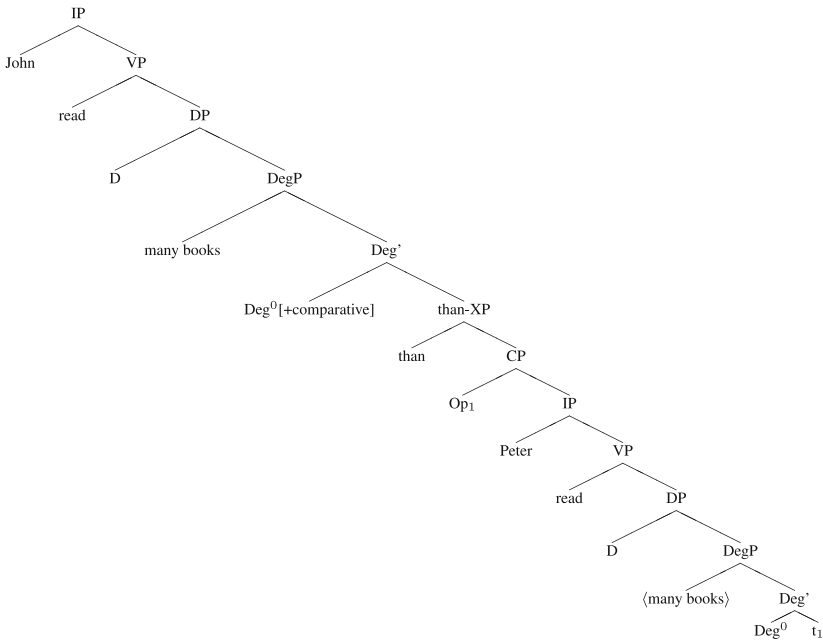 IP
John VP
read DP
D DegP
many books Deg’
Deg⁰[+comparative] than-XP
than CP
Op₁ IP
Peter VP
read DP
D DegP
⟨many books⟩ Deg’
Deg⁰ t₁